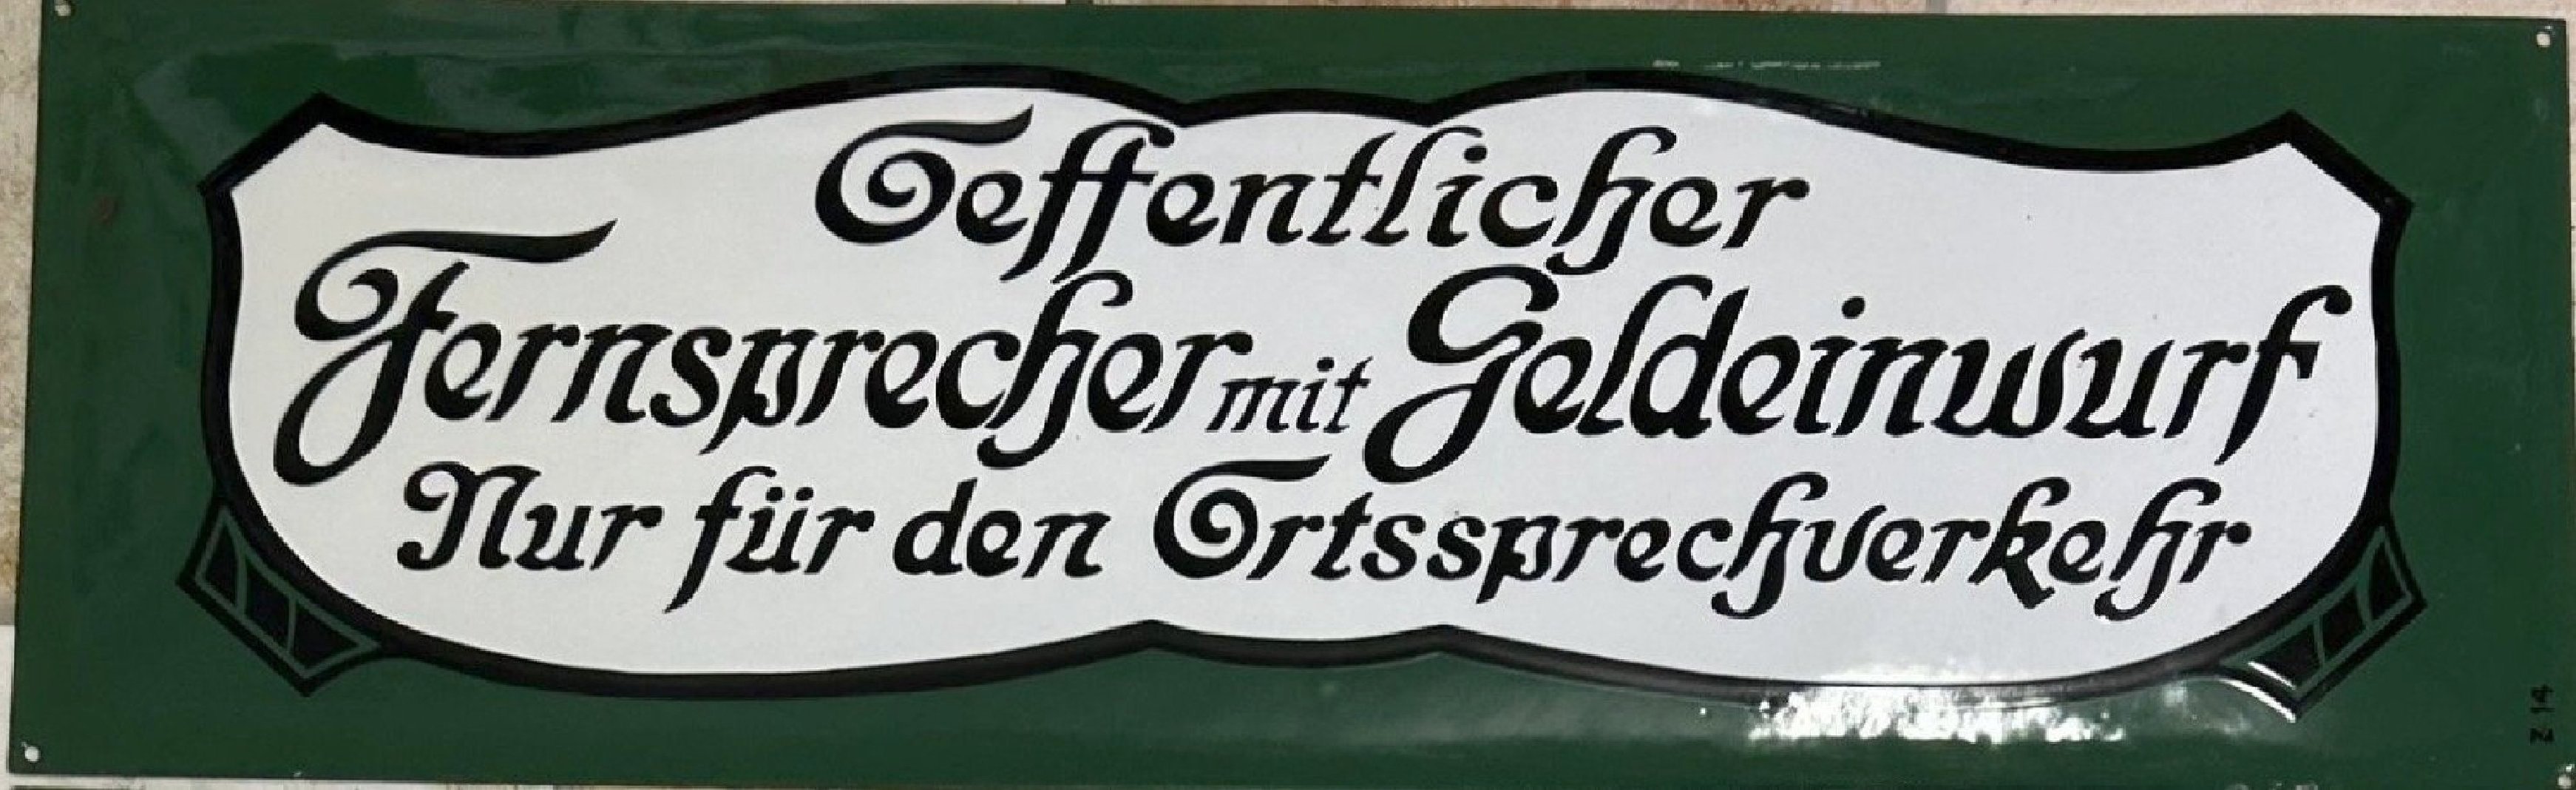 Oeffentlicher
Fernsprecher mit Geldeinwurf
Nur für den Ortssprechverkehr